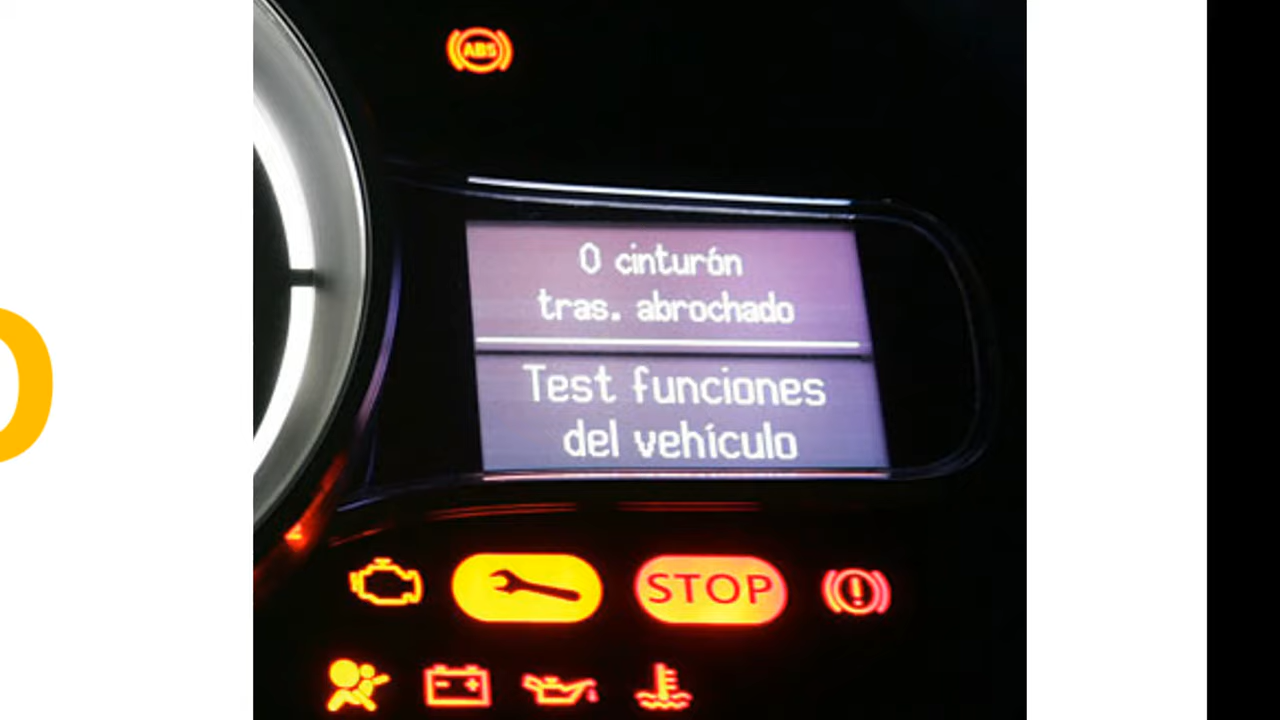 ABS
0 cinturón
tras. abrochado
Test funciones
del vehículo
STOP